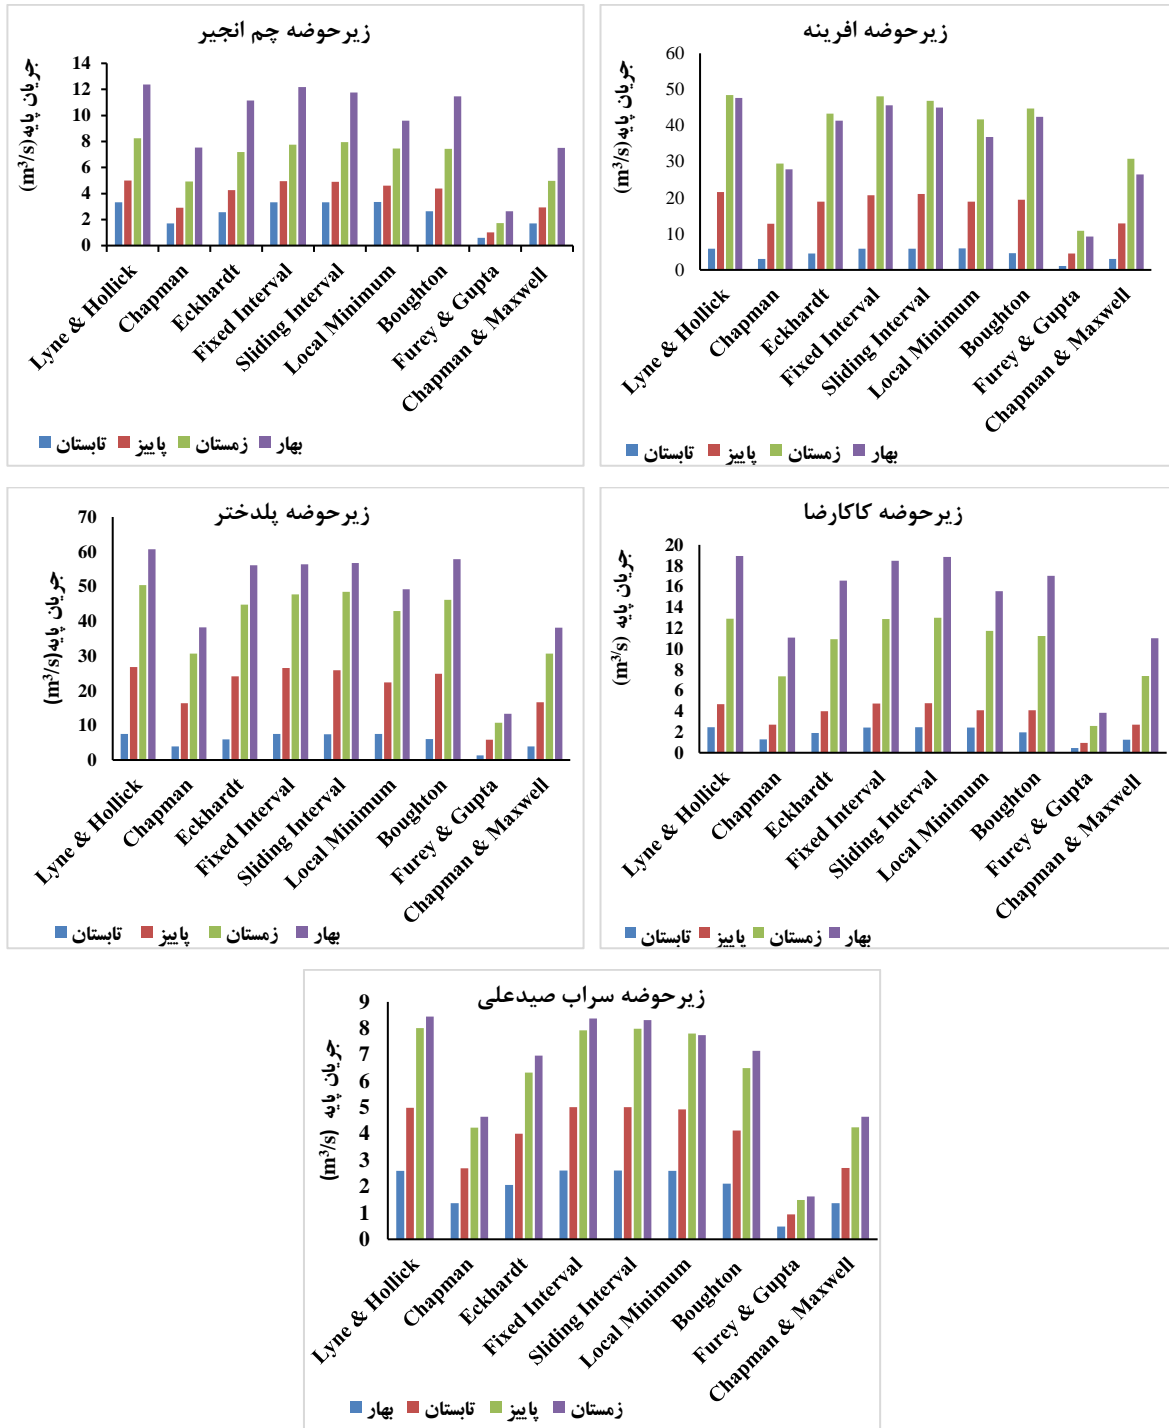 زیرحوضه چم انجیر
جریان پایه(m³/s)
14
12
10
8
6
4
2
0
Lyne & Hollick
Chapman
Eckhardt
Fixed Interval
Sliding Interval
Local Minimum
Boughton
Furey & Gupta
Chapman & Maxwell
تابستان پاییز زمستان بهار
زیرحوضه افرینه
جریان پایه(m³/s)
60
50
40
30
20
10
0
Lyne & Hollick
Chapman
Eckhardt
Fixed Interval
Sliding Interval
Local Minimum
Boughton
Furey & Gupta
Chapman & Maxwell
تابستان پاییز زمستان بهار
زیرحوضه پلدختر
جریان پایه(m³/s)
70
60
50
40
30
20
10
0
Lyne & Hollick
Chapman
Eckhardt
Fixed Interval
Sliding Interval
Local Minimum
Boughton
Furey & Gupta
Chapman & Maxwell
تابستان پاییز زمستان بهار
زیرحوضه کاکارضا
جریان پایه (m³/s)
20
18
16
14
12
10
8
6
4
2
0
Lyne & Hollick
Chapman
Eckhardt
Fixed Interval
Sliding Interval
Local Minimum
Boughton
Furey & Gupta
Chapman & Maxwell
تابستان پاییز زمستان بهار
زیرحوضه سراب صیدعلی
جریان پایه (m³/s)
9
8
7
6
5
4
3
2
1
0
Lyne & Hollick
Chapman
Eckhardt
Fixed Interval
Sliding Interval
Local Minimum
Boughton
Furey & Gupta
Chapman & Maxwell
بهار تابستان پاییز زمستان